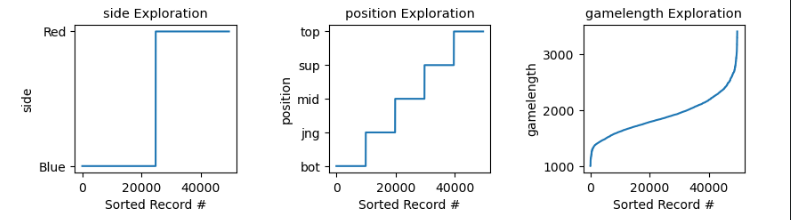 side Exploration
Red
Blue
side
0 20000 40000
Sorted Record #
position Exploration
top
sup
mid
jng
bot
position
0 20000 40000
Sorted Record #
gamelength Exploration
3000
2000
1000
gamelength
0 20000 40000
Sorted Record #